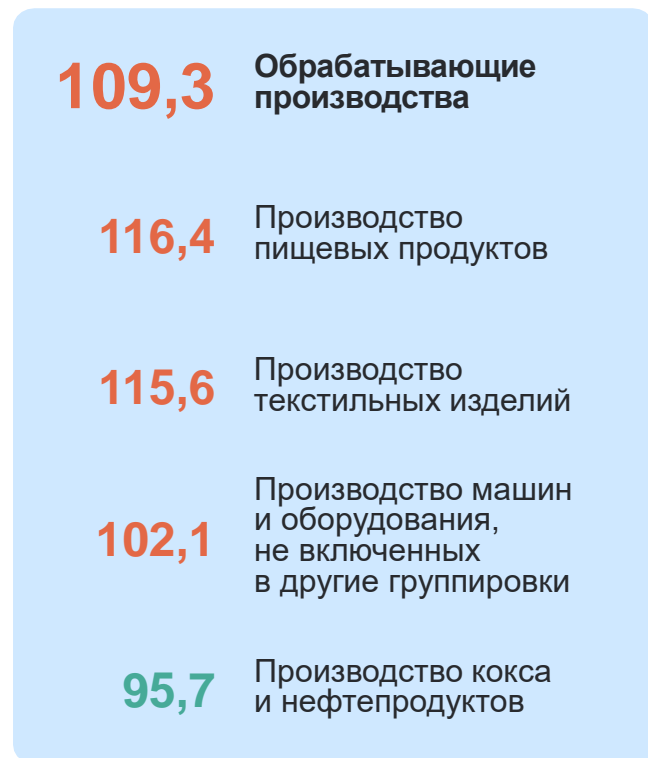 109,3
Обрабатывающие
производства
116,4
Производство
пищевых продуктов
115,6
Производство
текстильных изделий
102,1
Производство машин
и оборудования,
не включенных
в другие группировки
95,7
Производство кокса
и нефтепродуктов